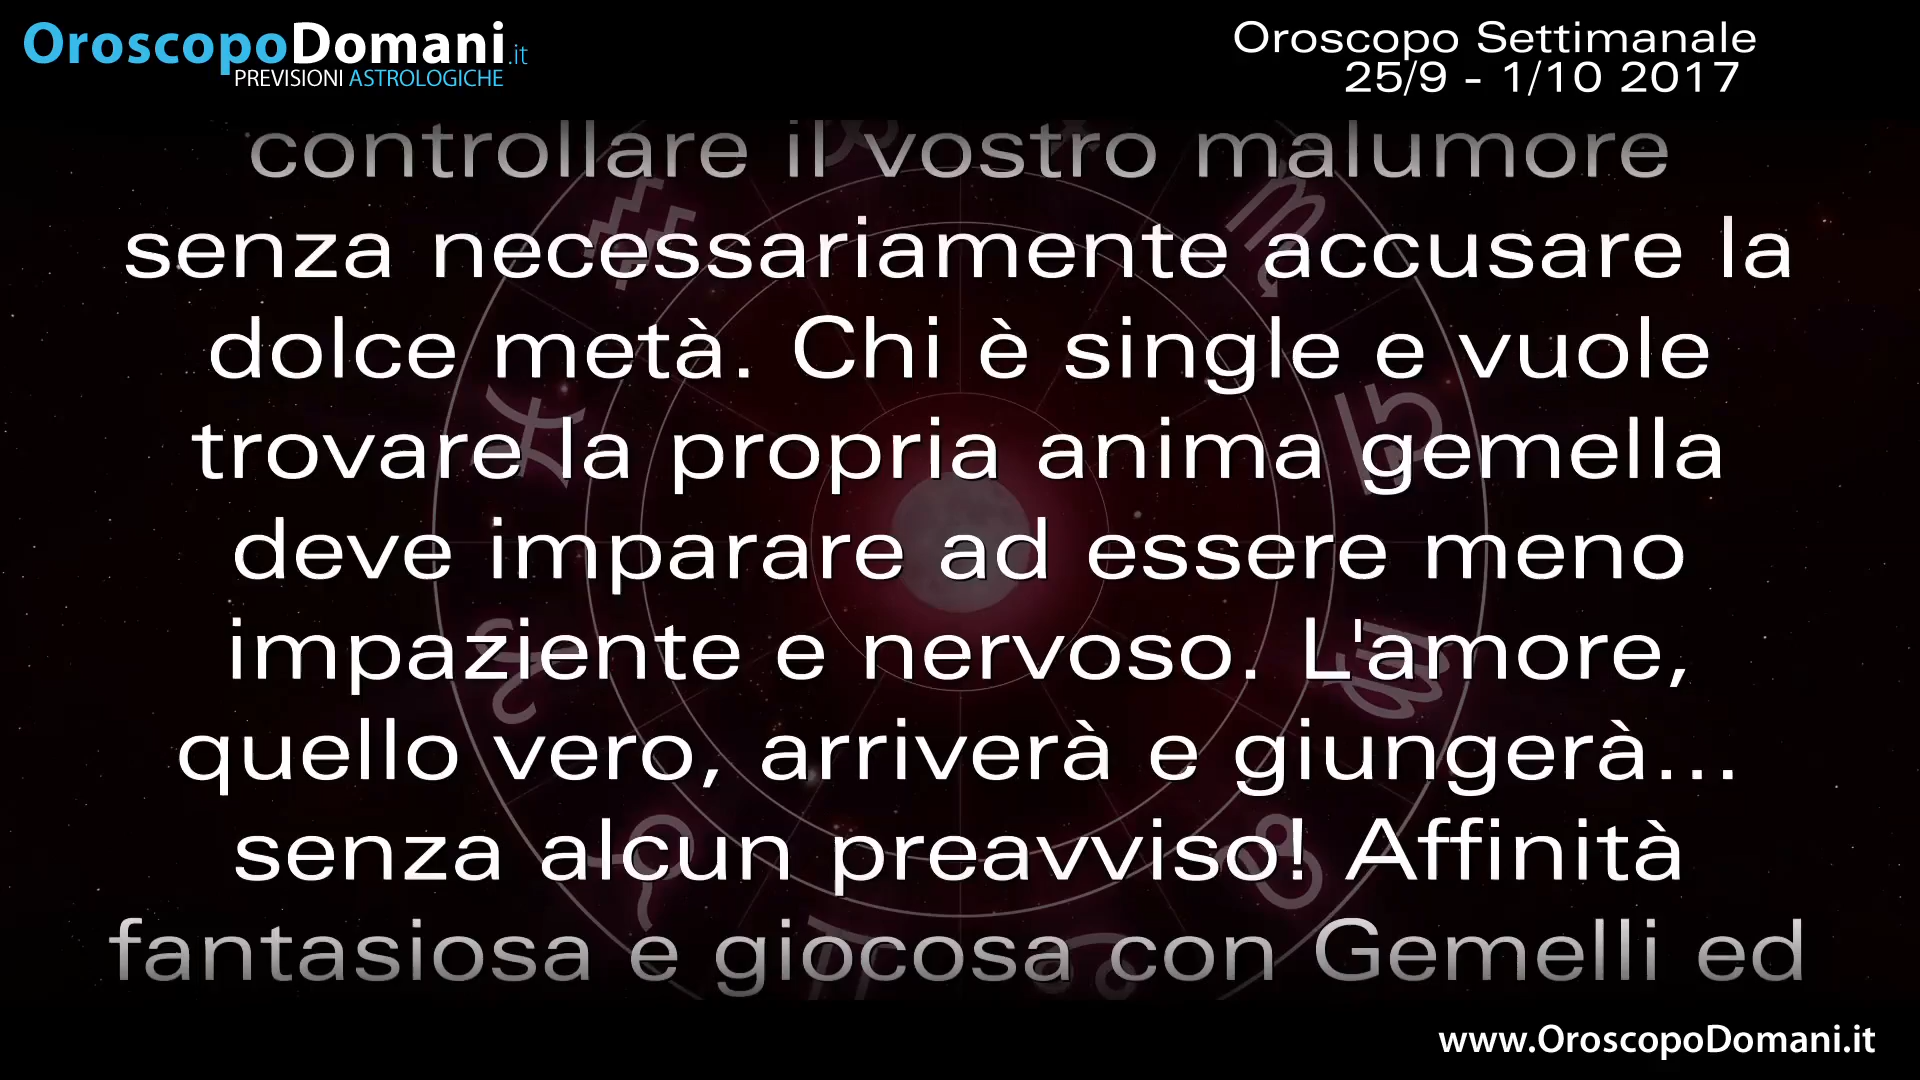 OroscopoDomani.it
PREVISIONI ASTROLOGICHE
Oroscopo Settimanale
25/9 - 1/10 2017
controllare il vostro malumore
senza necessariamente accusare la
dolce metà. Chi è single e vuole
trovare la propria anima gemella
deve imparare ad essere meno
impaziente e nervoso. L'amore,
quello vero, arriverà e giungerà...
senza alcun preavviso! Affinità
fantasiosa e giocosa con Gemelli ed
www.OroscopoDomani.it